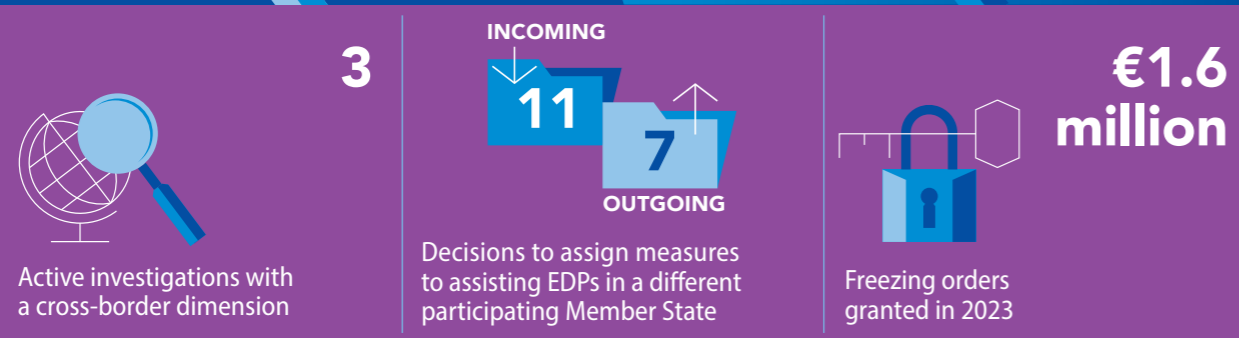 3
Active investigations with
a cross-border dimension
INCOMING
11
7
OUTGOING
Decisions to assign measures
to assisting EDPs in a different
participating Member State
€1.6
million
Freezing orders
granted in 2023